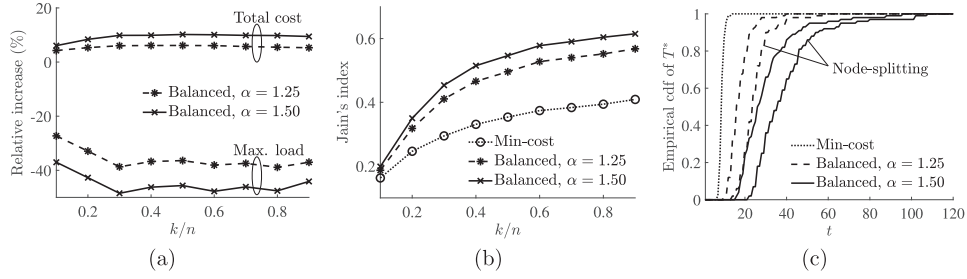 Relative increase (%)
20
0
-20
-40
Total cost
Balanced, α = 1.25
Balanced, α = 1.50
Max. load
0.2
0.4
0.6
0.8
k/n
(a)
Jain's index
0.6
0.4
0.2
Min-cost
Balanced, α = 1.25
Balanced, α = 1.50
0.2
0.4
0.6
0.8
k/n
(b)
Empirical cdf of T*
1
0.8
0.6
0.4
0.2
0
Node-splitting
Min-cost
Balanced, α = 1.25
Balanced, α = 1.50
20
40
60
80
100
120
t
(c)